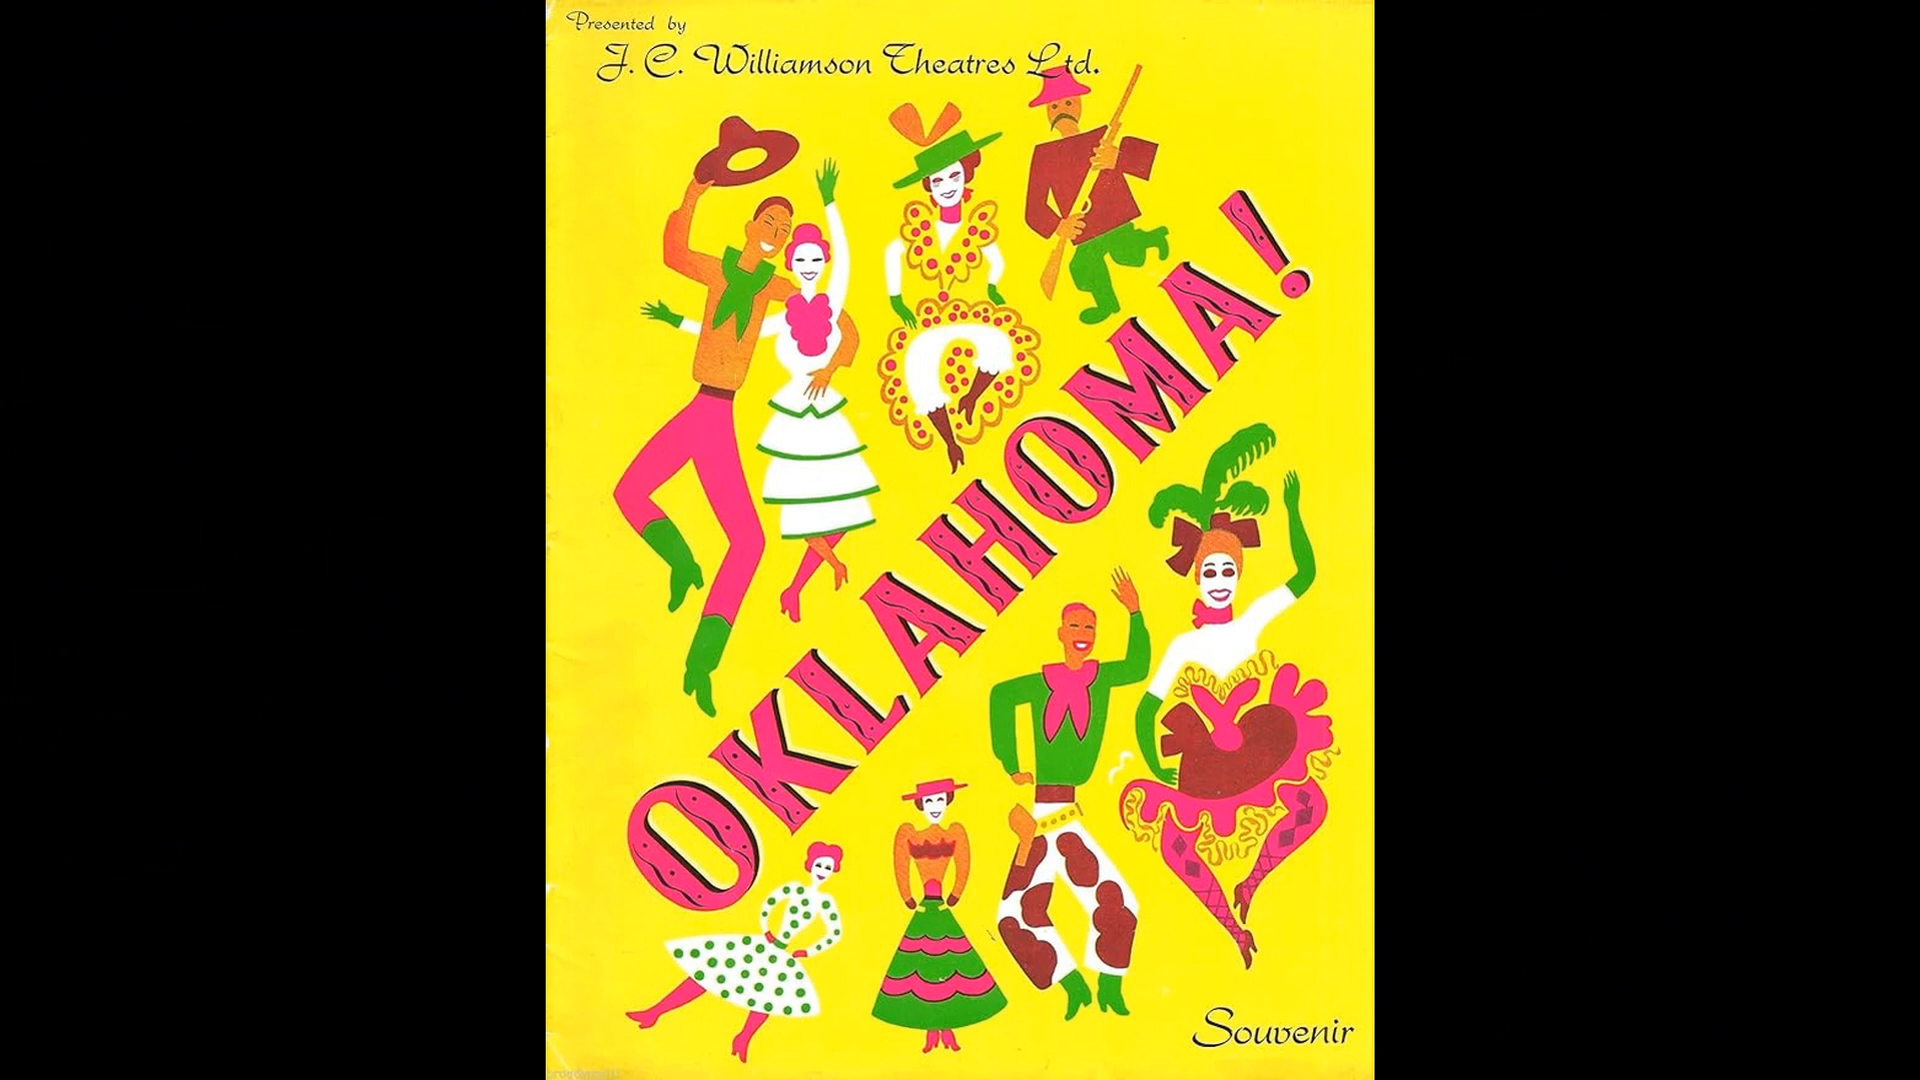 Presented by
J. C. Williamson Theatres Ltd.
OKLAHOMA!
Souvenir